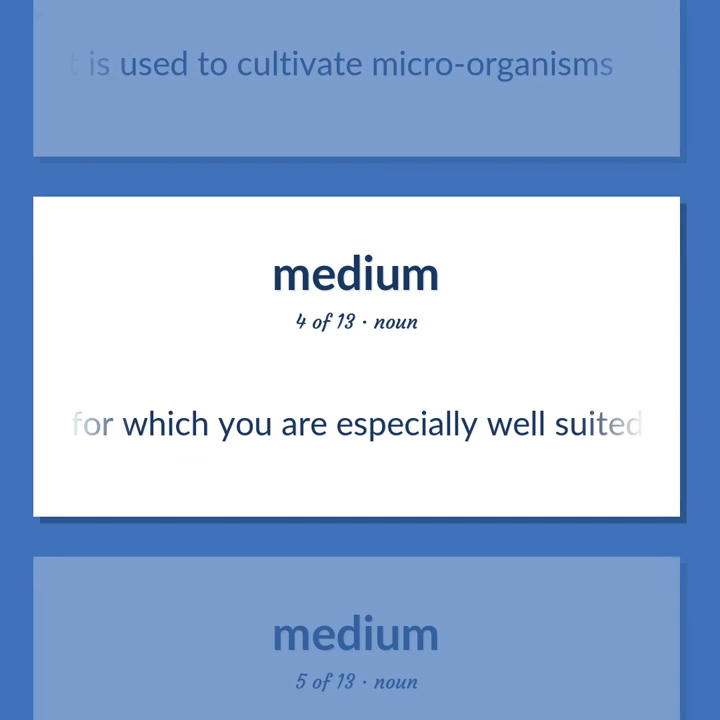 is used to cultivate micro-organisms
medium
4 of 13 · noun
for which you are especially well suited
medium
5 of 13 · noun